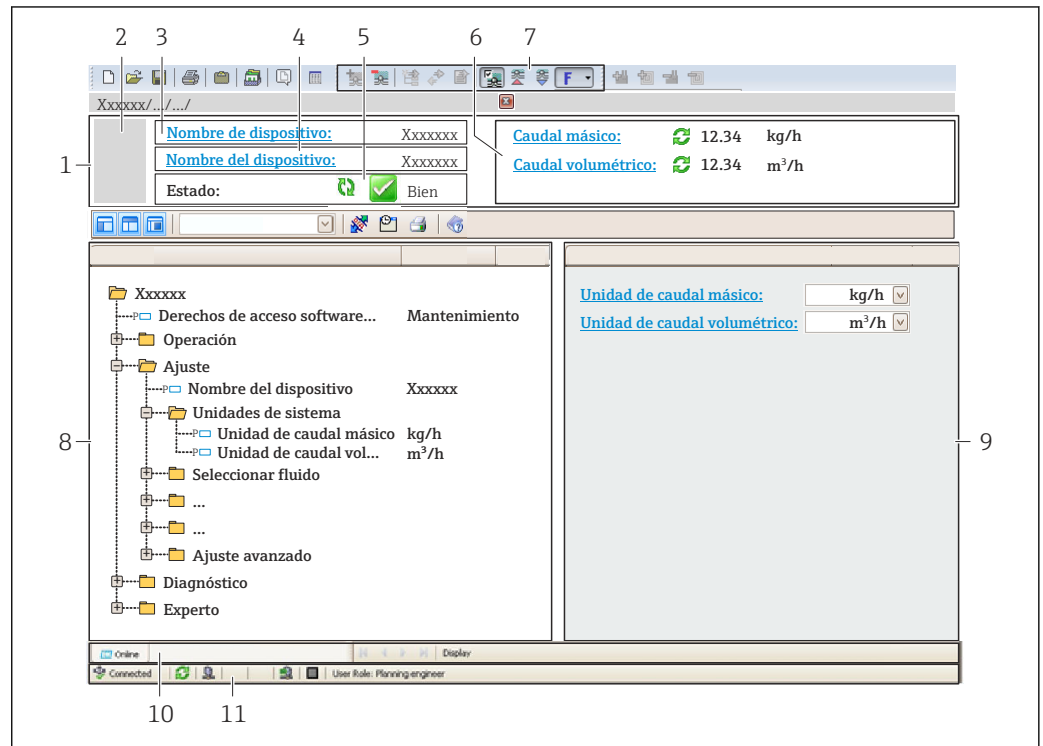 2 3 4 5 6 7
F
Xxxxxx/.../.../
1
Nombre de dispositivo: Xxxxxxx
Nombre del dispositivo: Xxxxxxx
Estado: Bien
Caudal másico: 12.34 kg/h
Caudal volumétrico: 12.34 m³/h
Xxxxxx
P Derechos de acceso software... Mantenimiento
Operación
Ajuste
P Nombre del dispositivo Xxxxxx
Unidades de sistema
P Unidad de caudal másico kg/h
P Unidad de caudal vol... m³/h
Seleccionar fluido
...
...
Ajuste avanzado
Diagnóstico
Experto
8
Unidad de caudal másico: kg/h
Unidad de caudal volumétrico: m³/h
9
Online Display
Connected User Role: Planning engineer
10 11